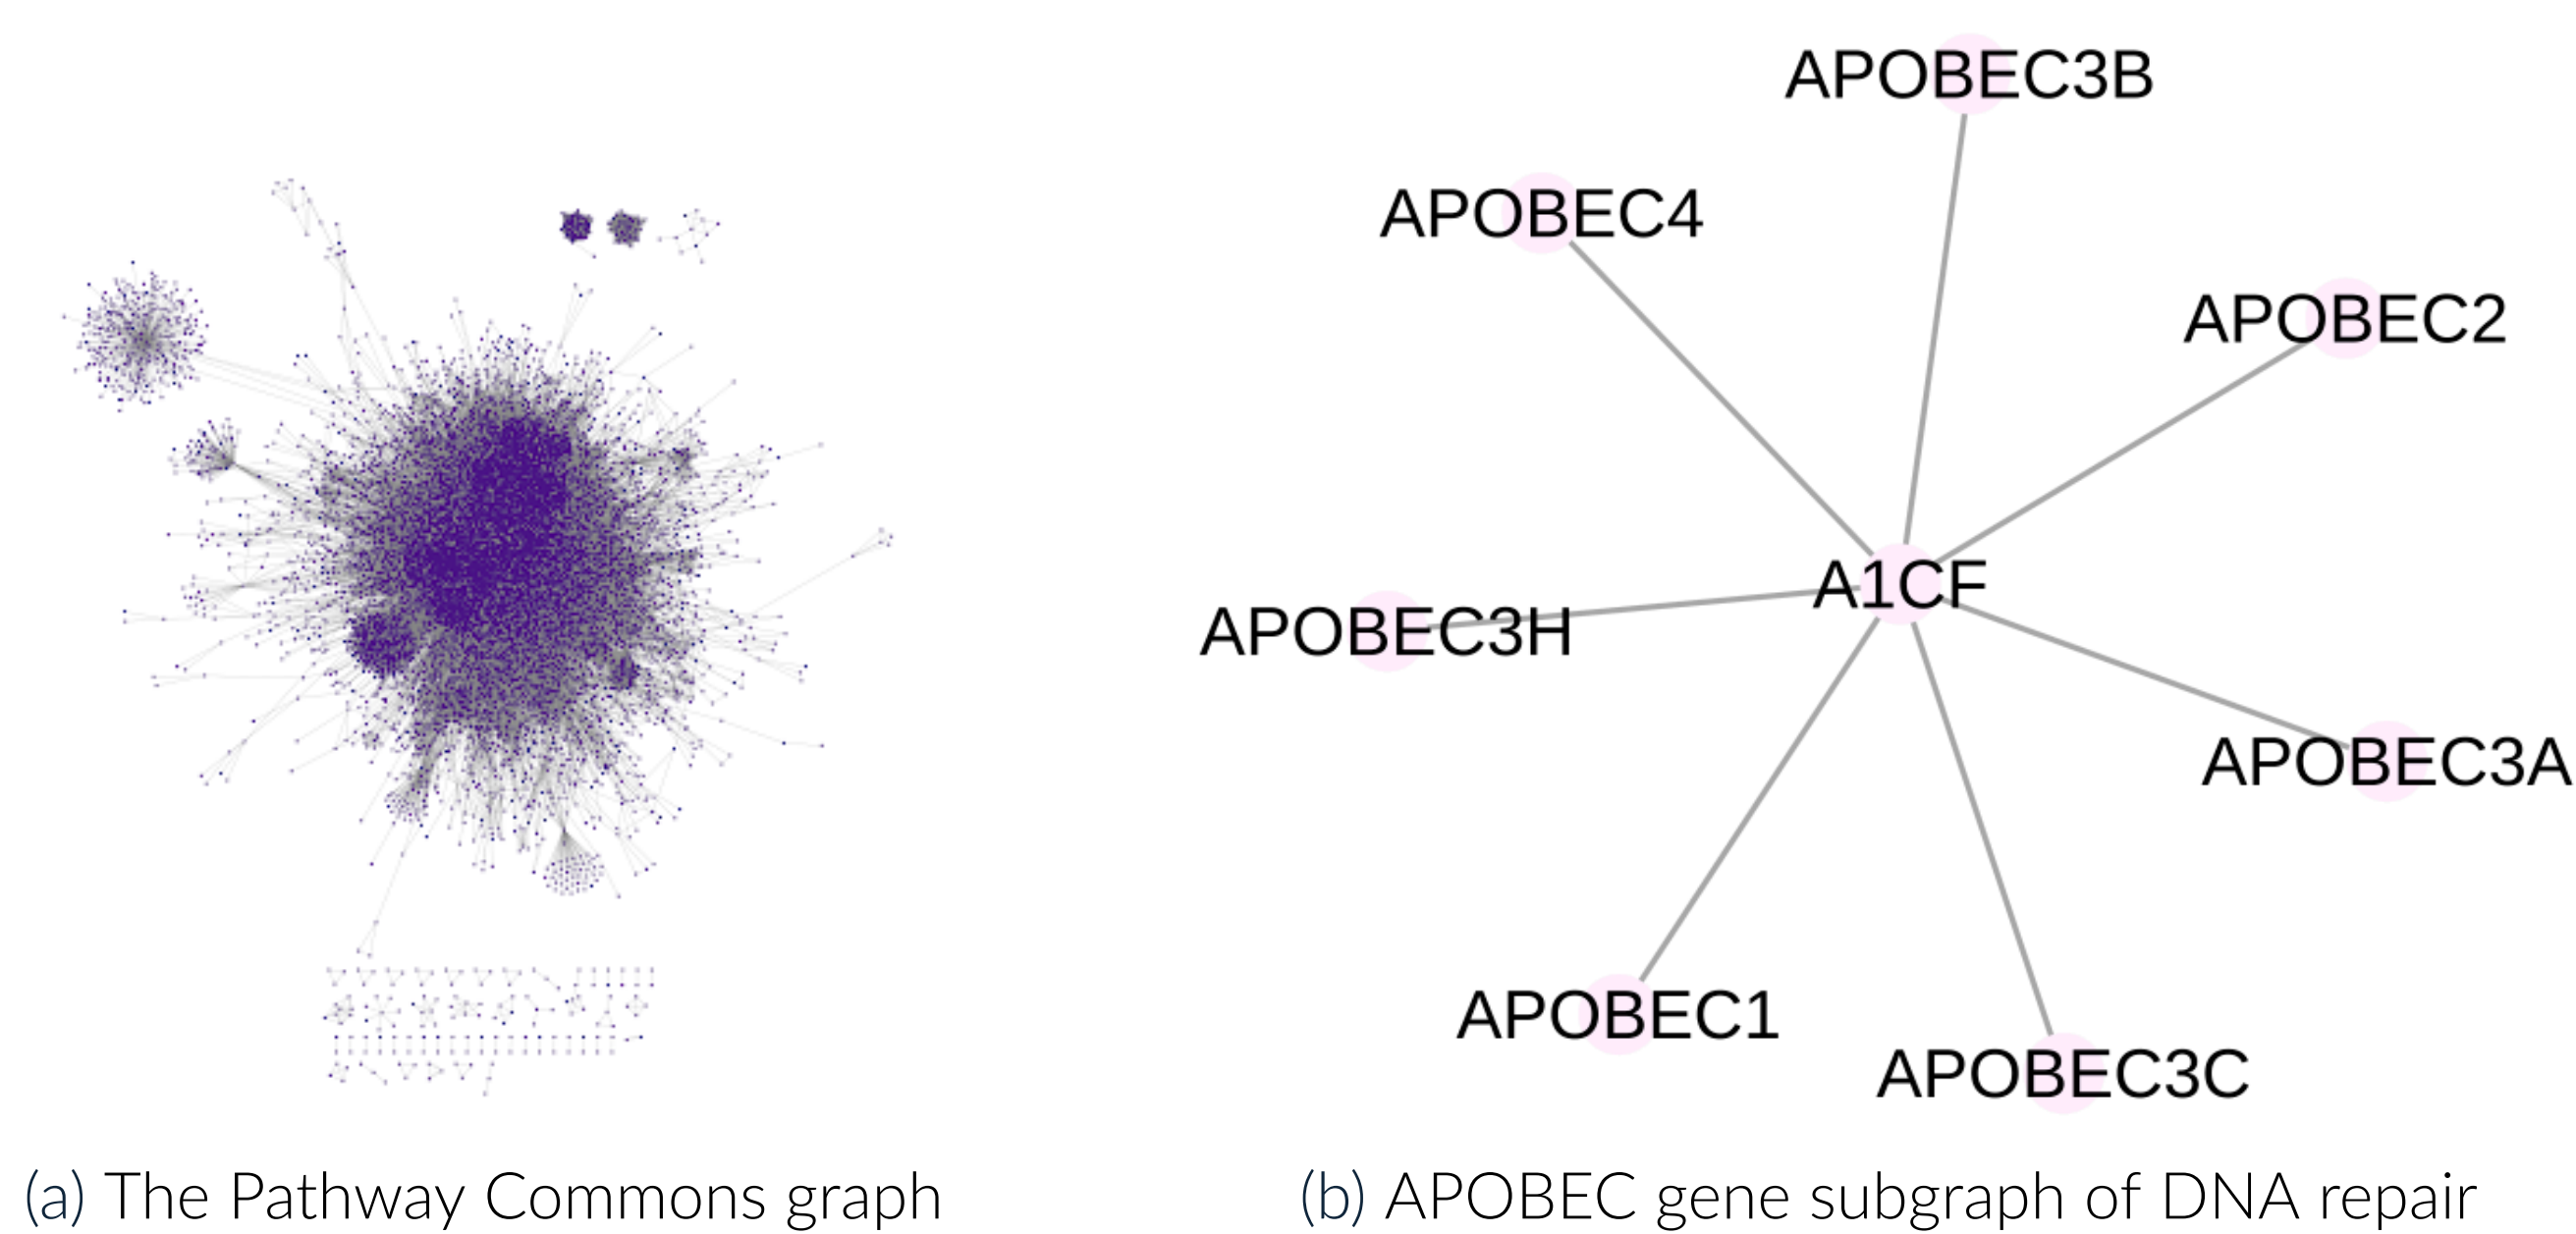 APOBEC3B
APOBEC4
APOBEC2
A1CF
APOBEC3H
APOBEC3A
APOBEC1
APOBEC3C
(a) The Pathway Commons graph
(b) APOBEC gene subgraph of DNA repair